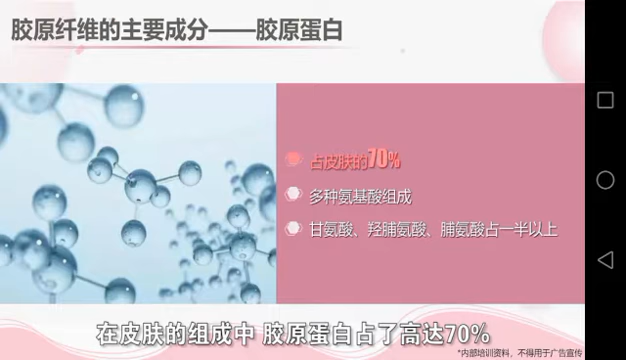 胶原纤维的主要成分——胶原蛋白
占皮肤的70%
多种氨基酸组成
甘氨酸、羟脯氨酸、脯氨酸占一半以上
在皮肤的组成中 胶原蛋白占了高达70%
*内部培训资料，不得用于广告宣传